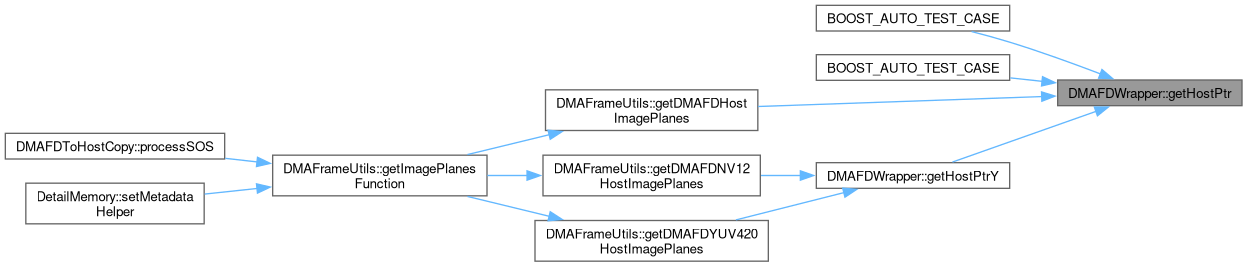 BOOST_AUTO_TEST_CASE
BOOST_AUTO_TEST_CASE
DMAFDWrapper::getHostPtr
DMAFrameUtils::getDMAFDHost
ImagePlanes
DMAFDToHostCopy::processSOS
DMAFrameUtils::getImagePlanes
Function
DMAFrameUtils::getDMAFDNV12
HostImagePlanes
DMAFDWrapper::getHostPtrY
DetailMemory::setMetadata
Helper
DMAFrameUtils::getDMAFDYUV420
HostImagePlanes